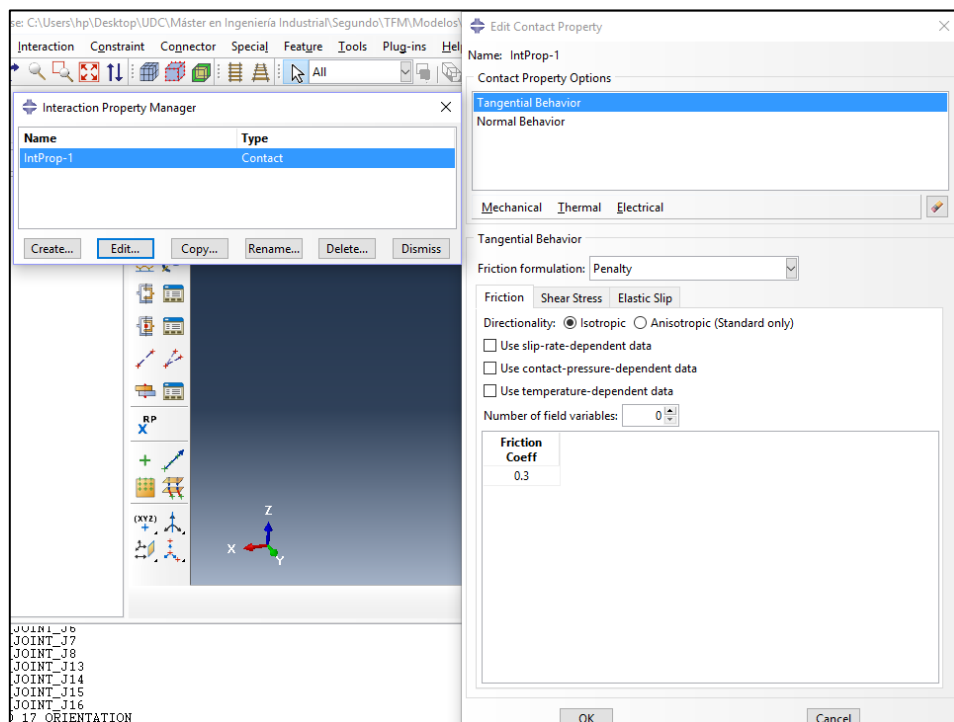 se: C:\Users\hp\Desktop\UDC\Máster en Ingeniería Industrial\Segundo\TFM\Modelos\
Interaction Constraint Connector Special Feature Tools Plug-ins Hel
All
Interaction Property Manager
Name Type
IntProp-1 Contact
Create... Edit... Copy... Rename... Delete... Dismiss
RP
(XYZ)
Z
X
Y
JOINT_J6
JOINT_J7
JOINT_J8
JOINT_J13
JOINT_J14
JOINT_J15
JOINT_J16
17 ORIENTATION
Edit Contact Property
Name: IntProp-1
Contact Property Options
Tangential Behavior
Normal Behavior
Mechanical Thermal Electrical
Tangential Behavior
Friction formulation: Penalty
Friction Shear Stress Elastic Slip
Directionality: Isotropic Anisotropic (Standard only)
Use slip-rate-dependent data
Use contact-pressure-dependent data
Use temperature-dependent data
Number of field variables: 0
Friction
Coeff
0.3
OK Cancel